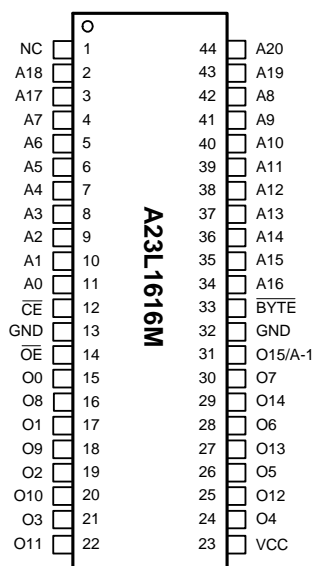 NC 1 44 A20
A18 2 43 A19
A17 3 42 A8
A7 4 41 A9
A6 5 40 A10
A5 6 39 A11
A4 7 38 A12
A3 8 37 A13
A2 9 36 A14
A1 10 35 A15
A0 11 34 A16
CE 12 33 BYTE
GND 13 32 GND
OE 14 31 O15/A-1
O0 15 30 O7
O8 16 29 O14
O1 17 28 O6
O9 18 27 O13
O2 19 26 O5
O10 20 25 O12
O3 21 24 O4
O11 22 23 VCC
A23L1616M